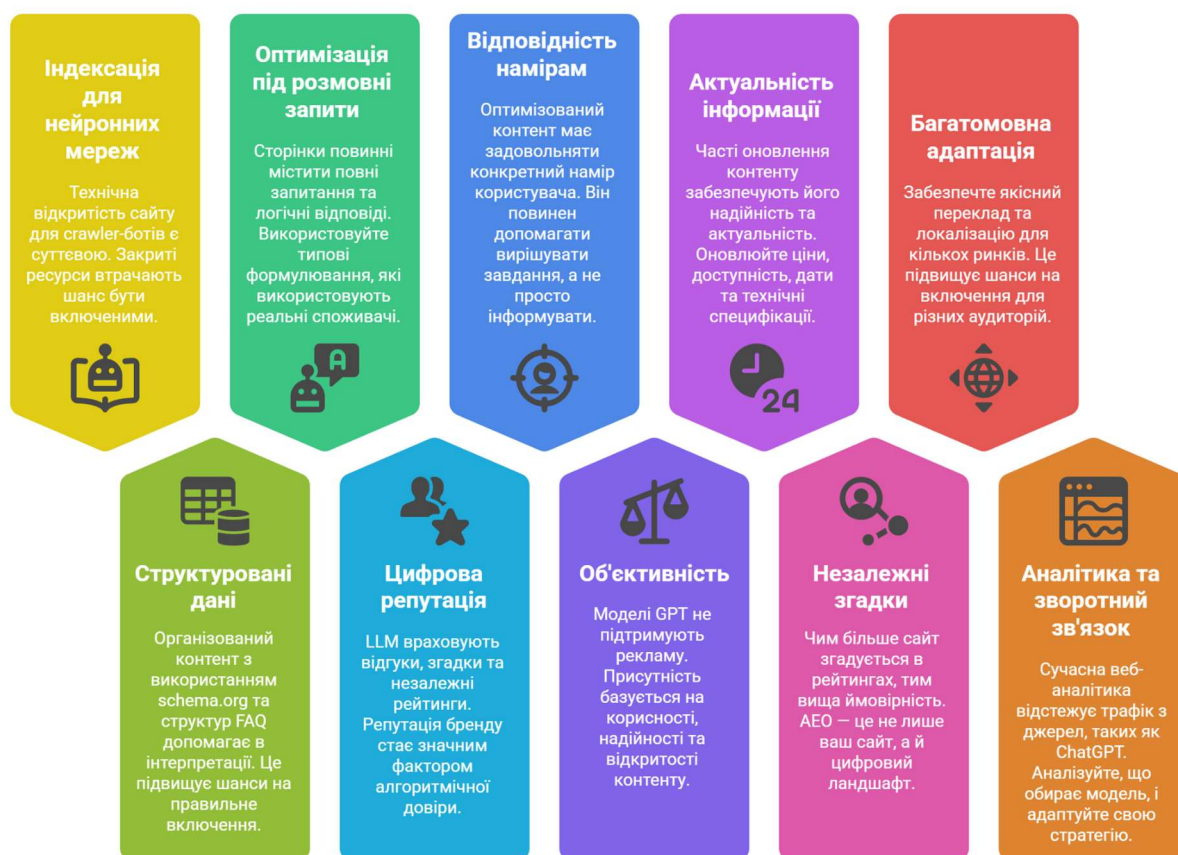 Індексація
для
нейронних
мереж
Технічна
відкритість сайту
для crawler-ботів є
суттєвою. Закриті
ресурси втрачають
шанс бути
включеними.
Оптимізація
під розмовні
запити
Сторінки повинні
містити повні
запитання та
логічні відповіді.
Використовуйте
типові
формулювання, які
використовують
реальні споживачі.
A
Відповідність
намірам
Оптимізований
контент має
задовольняти
конкретний намір
користувача. Він
повинен
допомагати
вирішувати
завдання, а не
просто
інформувати.
Актуальність
інформації
Часті оновлення
контенту
забезпечують його
надійність та
актуальність.
Оновлюйте ціни,
доступність, дати
та технічні
специфікації.
24
Багатомовна
адаптація
Забезпечте якісний
переклад та
локалізацію для
кількох ринків. Це
підвищує шанси на
включення для
різних аудиторій.
Структуровані
дані
Організований
контент з
використанням
schema.org та
структур FAQ
допомагає в
інтерпретації. Це
підвищує шанси на
правильне
включення.
Цифрова
репутація
LLM враховують
відгуки, згадки та
незалежні
рейтинги.
Репутація бренду
стає значним
фактором
алгоритмічної
довіри.
Об'єктивність
Моделі GPT не
підтримують
рекламу.
Присутність
базується на
корисності,
надійності та
відкритості
контенту.
Незалежні
згадки
Чим більше сайт
згадується в
рейтингах, тим
вища ймовірність.
AEO — це не лише
ваш сайт, а й
цифровий
ландшафт.
Аналітика та
зворотний
зв'язок
Сучасна веб-
аналітика
відстежує трафік з
джерел, таких як
ChatGPT.
Аналізуйте, що
обирає модель, і
адаптуйте свою
стратегію.